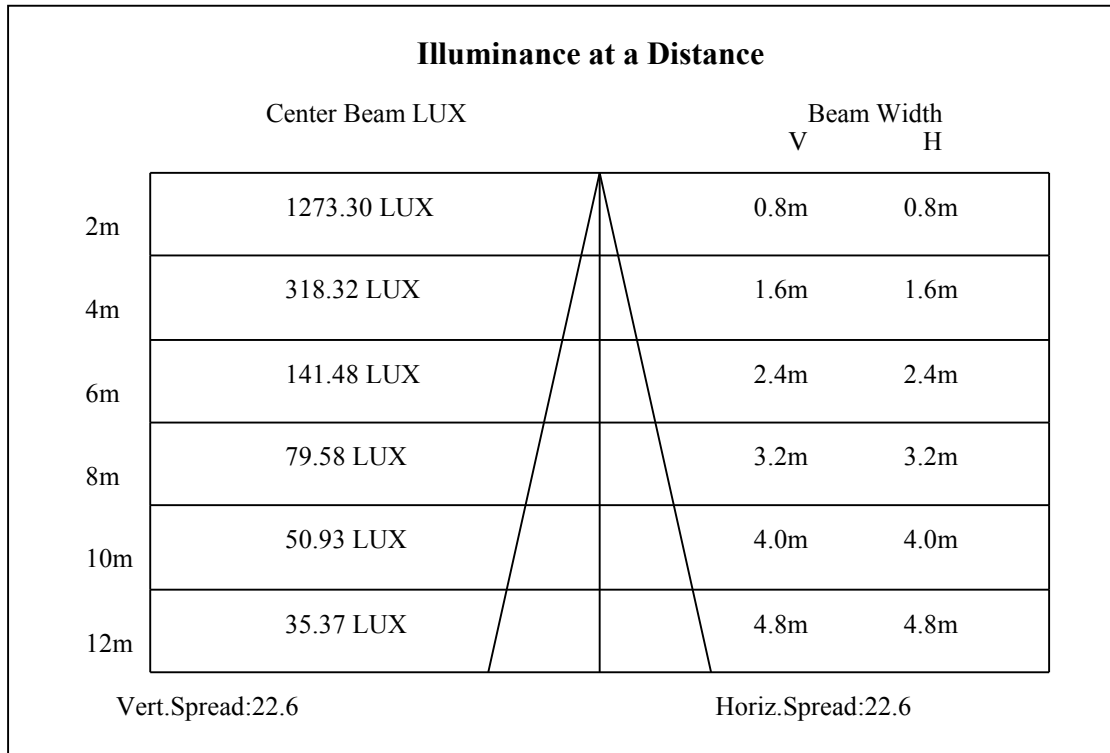 Illuminance at a Distance
Center Beam LUX Beam Width
V H
2m 1273.30 LUX 0.8m 0.8m
4m 318.32 LUX 1.6m 1.6m
6m 141.48 LUX 2.4m 2.4m
8m 79.58 LUX 3.2m 3.2m
10m 50.93 LUX 4.0m 4.0m
12m 35.37 LUX 4.8m 4.8m
Vert.Spread:22.6 Horiz.Spread:22.6